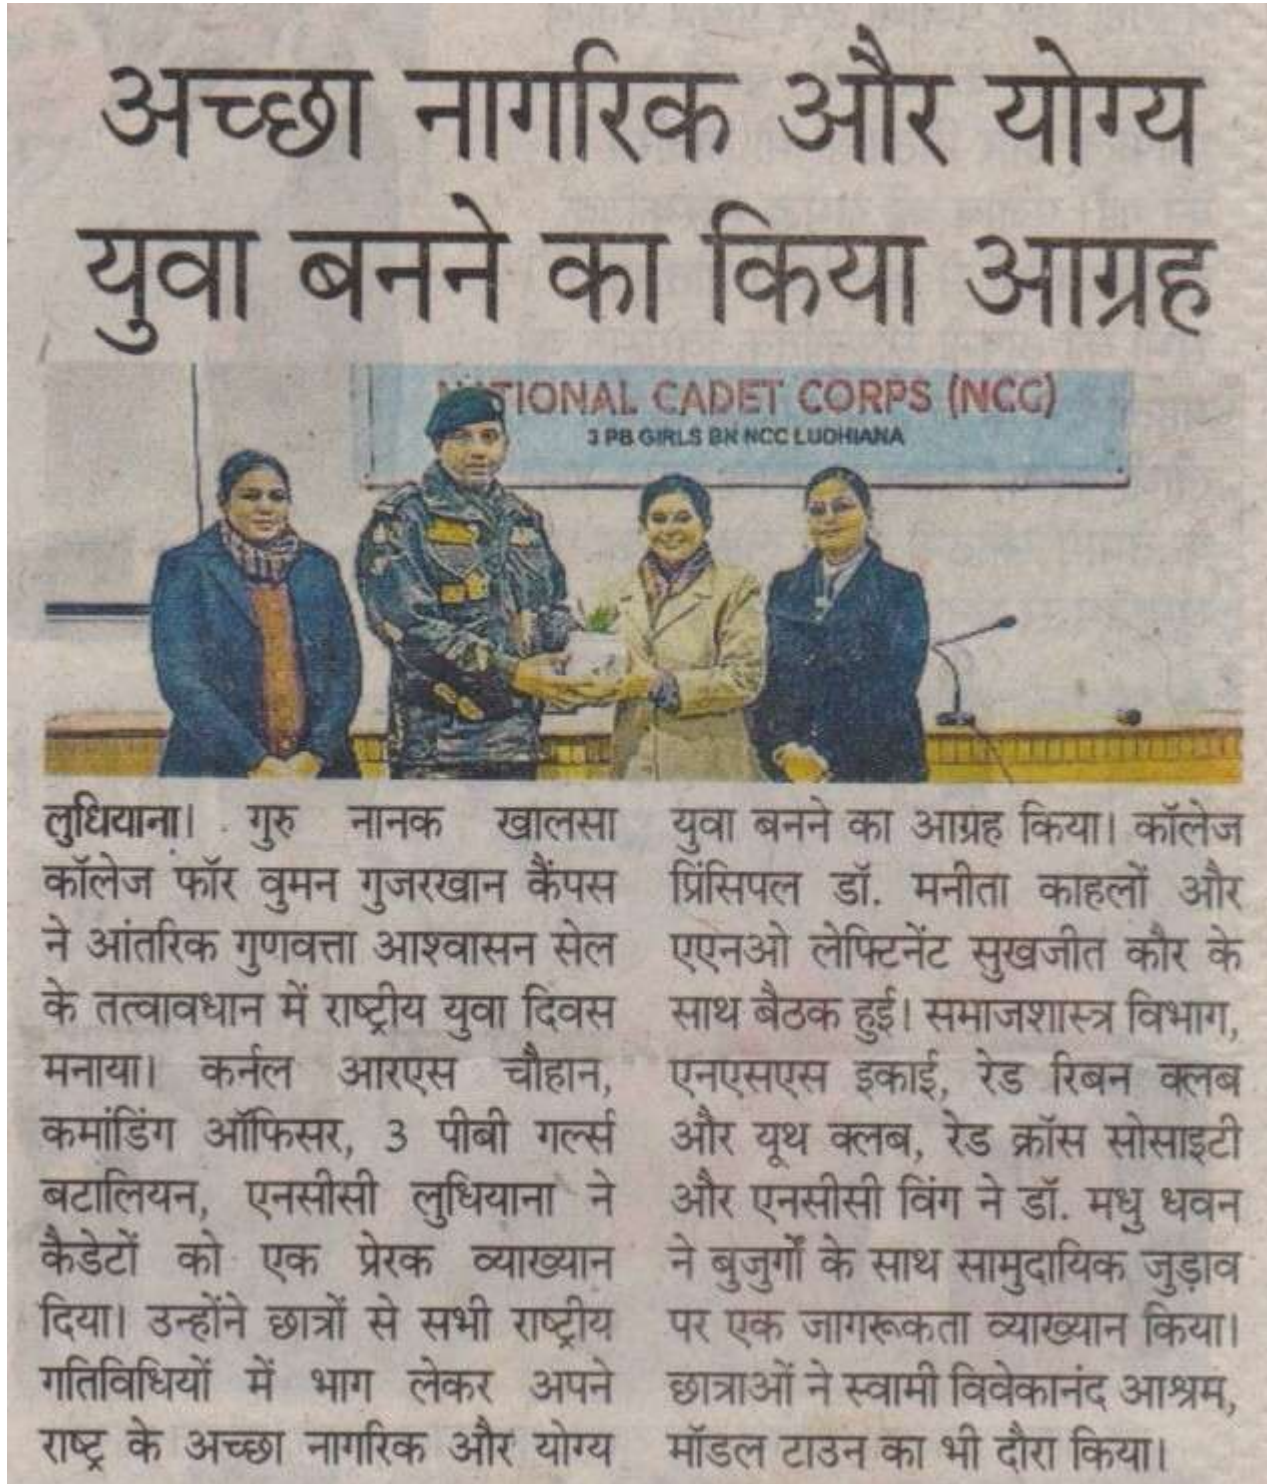 अच्छा नागरिक और योग्य
युवा बनने का किया आग्रह
NATIONAL CADET CORPS (NCC)
3 PB GIRLS BN NCC LUDHIANA
लुधियाना। गुरु नानक खालसा
कॉलेज फॉर वुमन गुजरखान कैंपस
ने आंतरिक गुणवत्ता आश्वासन सेल
के तत्वावधान में राष्ट्रीय युवा दिवस
मनाया। कर्नल आरएस चौहान,
कमांडिंग ऑफिसर, 3 पीबी गर्ल्स
बटालियन, एनसीसी लुधियाना ने
कैडेटों को एक प्रेरक व्याख्यान
दिया। उन्होंने छात्रों से सभी राष्ट्रीय
गतिविधियों में भाग लेकर अपने
राष्ट्र के अच्छा नागरिक और योग्य
युवा बनने का आग्रह किया। कॉलेज
प्रिंसिपल डॉ. मनीता काहलों और
एएनओ लेफ्टिनेंट सुखजीत कौर के
साथ बैठक हुई। समाजशास्त्र विभाग,
एनएसएस इकाई, रेड रिबन क्लब
और यूथ क्लब, रेड क्रॉस सोसाइटी
और एनसीसी विंग ने डॉ. मधु धवन
ने बुजुर्गों के साथ सामुदायिक जुड़ाव
पर एक जागरूकता व्याख्यान किया।
छात्राओं ने स्वामी विवेकानंद आश्रम,
मॉडल टाउन का भी दौरा किया।